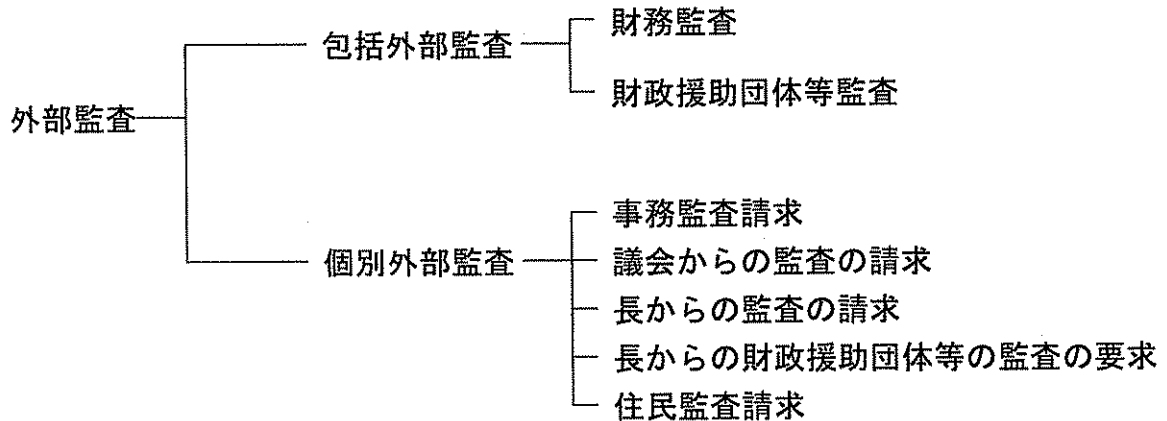 外部監査
包括外部監査
財務監査
財政援助団体等監査
個別外部監査
事務監査請求
議会からの監査の請求
長からの監査の請求
長からの財政援助団体等の監査の要求
住民監査請求